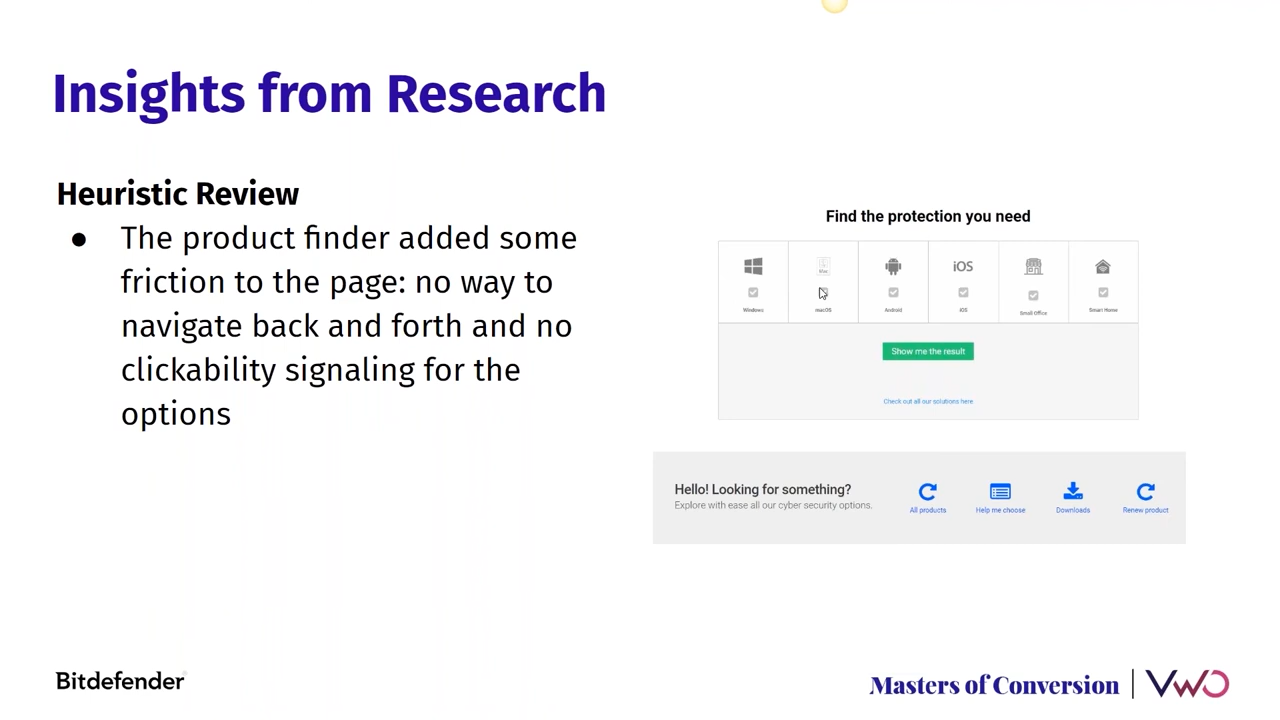 Insights from Research
Heuristic Review
● The product finder added some
friction to the page: no way to
navigate back and forth and no
clickability signaling for the
options
Find the protection you need
iOS
Mac
Windows
macOS
Android
iOS
Small Office
Smart Home
Show me the result
Check out all our solutions here
Hello! Looking for something?
Explore with ease all our cyber security options.
All products
Help me choose
Downloads
Renew product
Bitdefender
Masters of Conversion
VWO